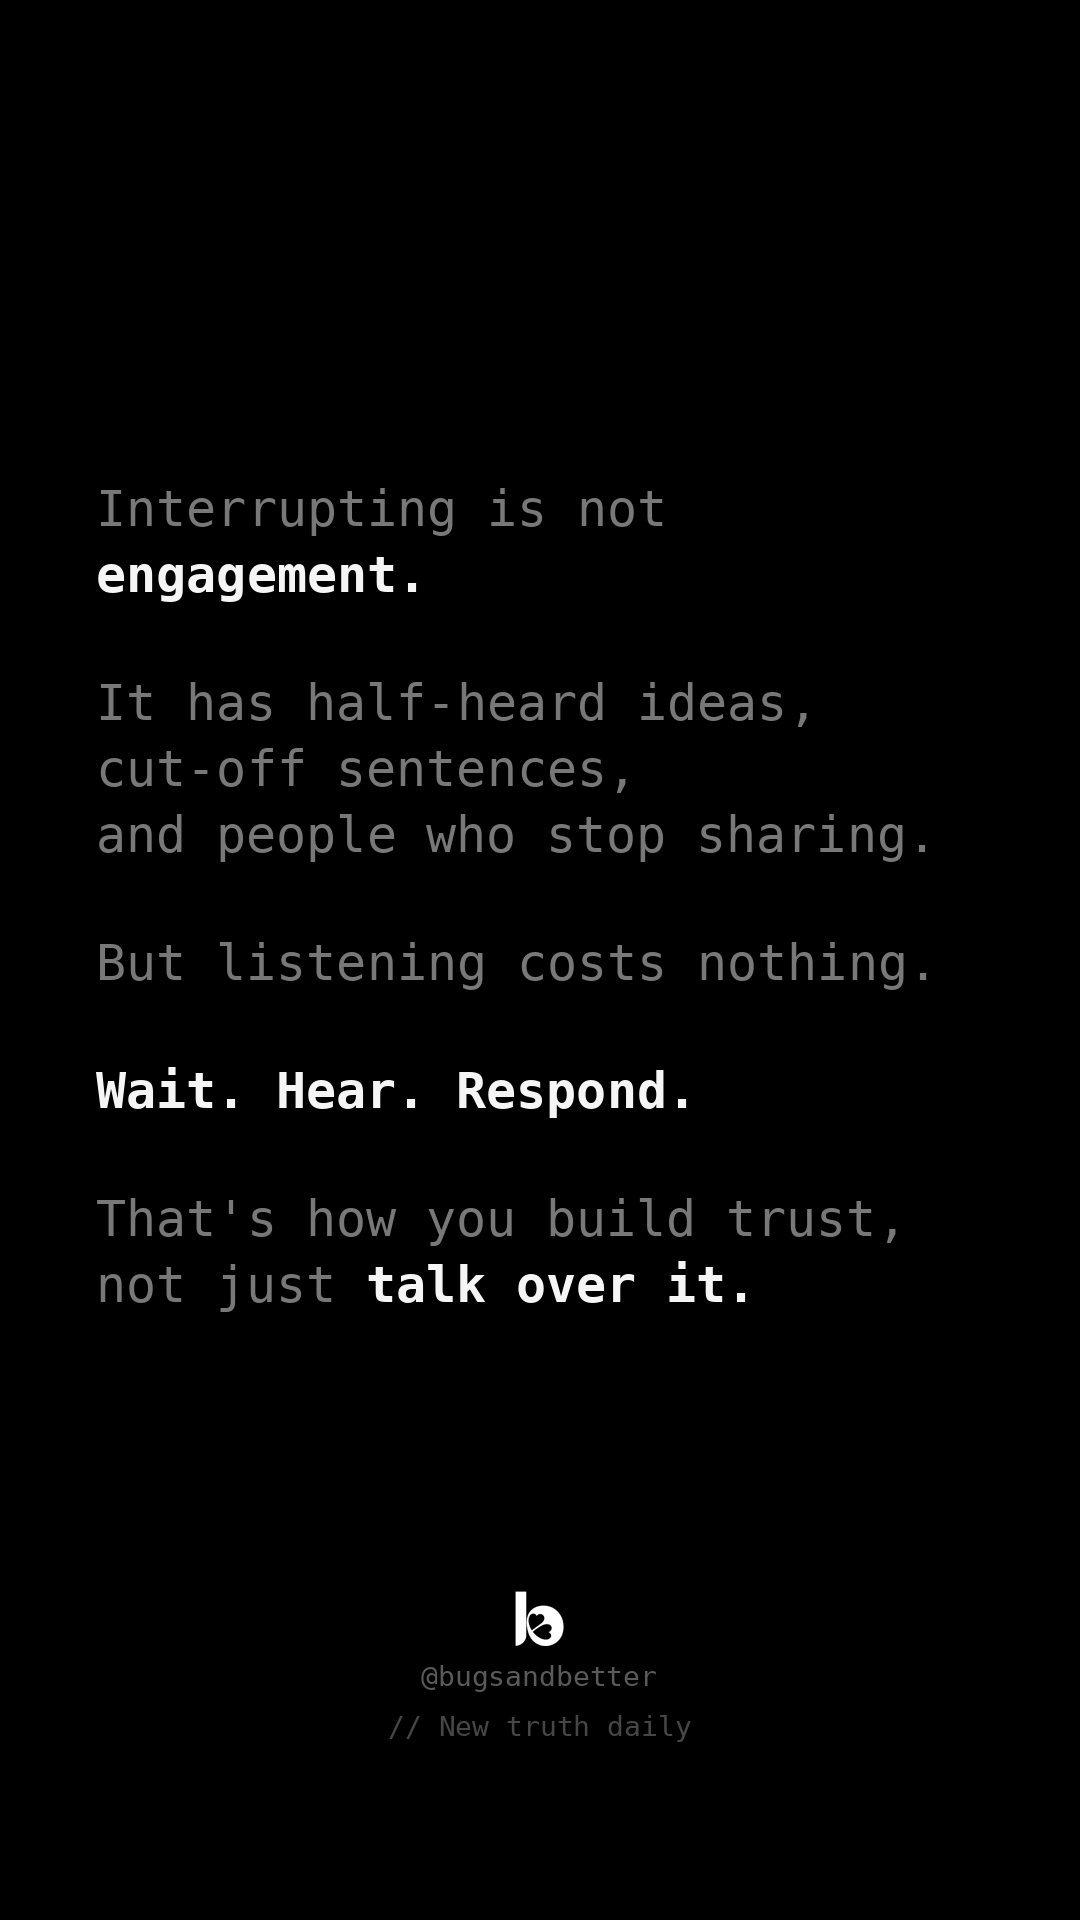 Interrupting is not
engagement.
It has half-heard ideas,
cut-off sentences,
and people who stop sharing.
But listening costs nothing.
Wait. Hear. Respond.
That's how you build trust,
not just talk over it.
b
@bugsandbetter
// New truth daily